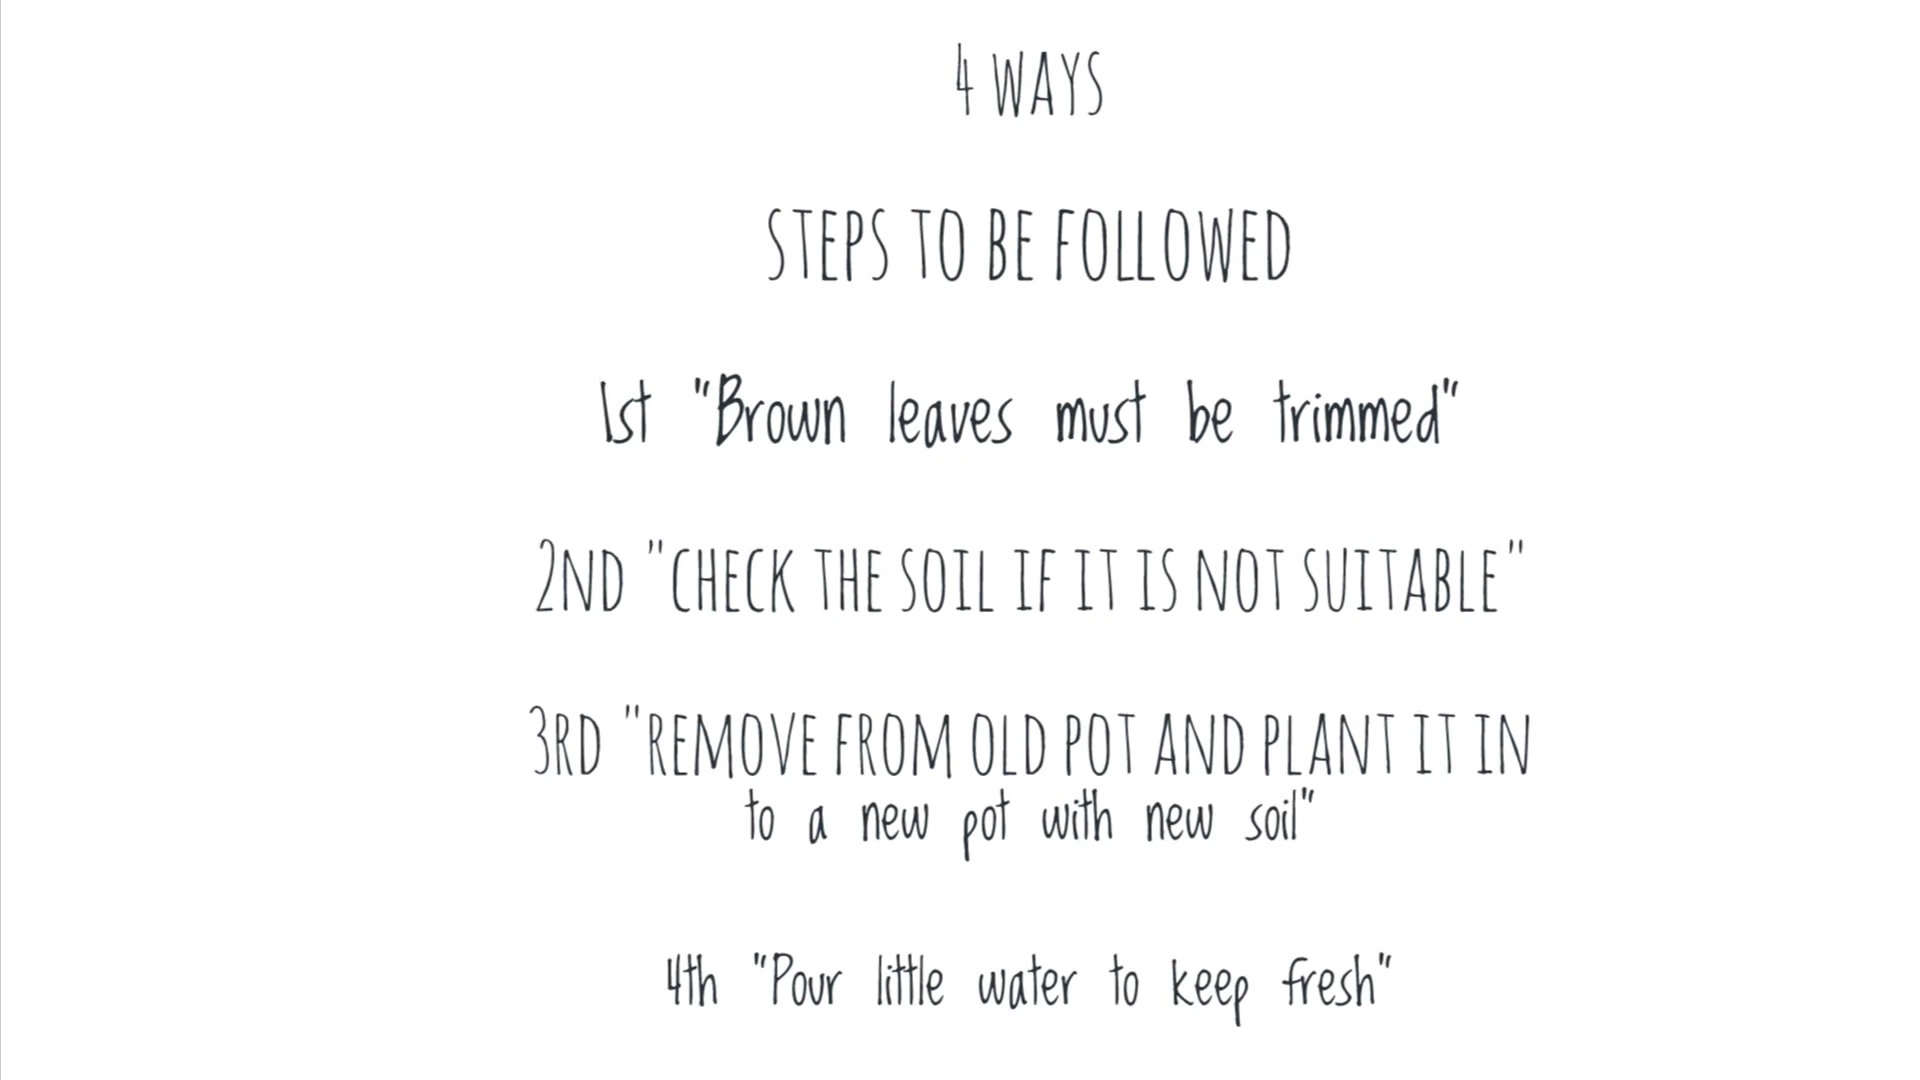 4 WAYS
STEPS TO BE FOLLOWED
1st "Brown leaves must be trimmed"
2ND "CHECK THE SOIL IF IT IS NOT SUITABLE"
3RD "REMOVE FROM OLD POT AND PLANT IT IN
to a new pot with new soil"
4th "Pour little water to keep fresh"